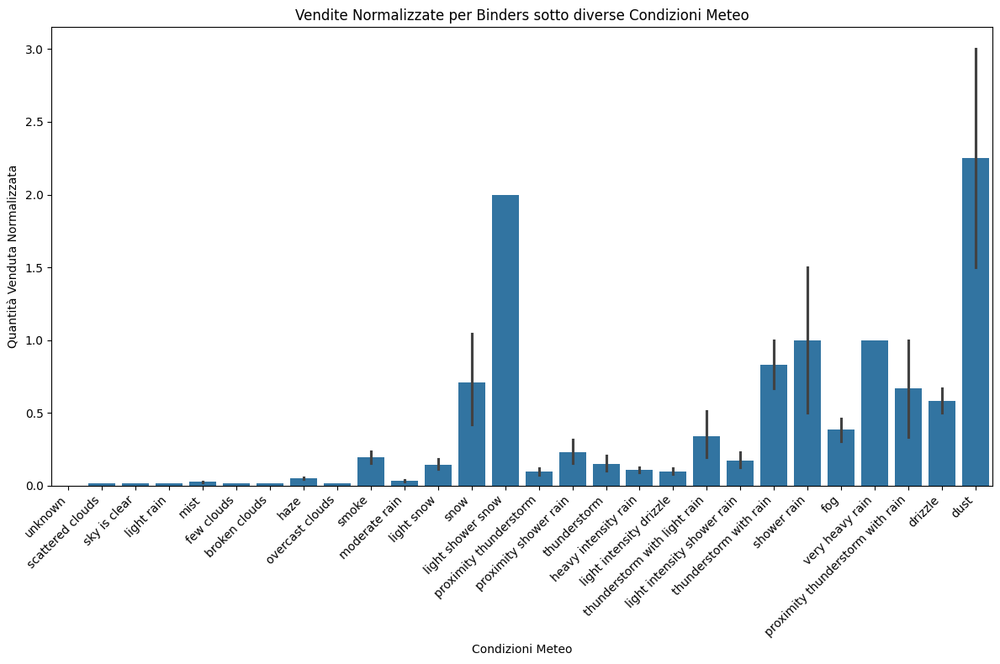 Vendite Normalizzate per Binders sotto diverse Condizioni Meteo
Quantità Venduta Normalizzata
3.0
2.5
2.0
1.5
1.0
0.5
0.0
unknown
scattered clouds
sky is clear
light rain
mist
few clouds
broken clouds
haze
overcast clouds
smoke
moderate rain
light snow
snow
light shower snow
proximity thunderstorm
proximity shower rain
thunderstorm
heavy intensity rain
light intensity drizzle
thunderstorm with light rain
light intensity shower rain
thunderstorm with rain
shower rain
fog
very heavy rain
proximity thunderstorm with rain
drizzle
dust
Condizioni Meteo